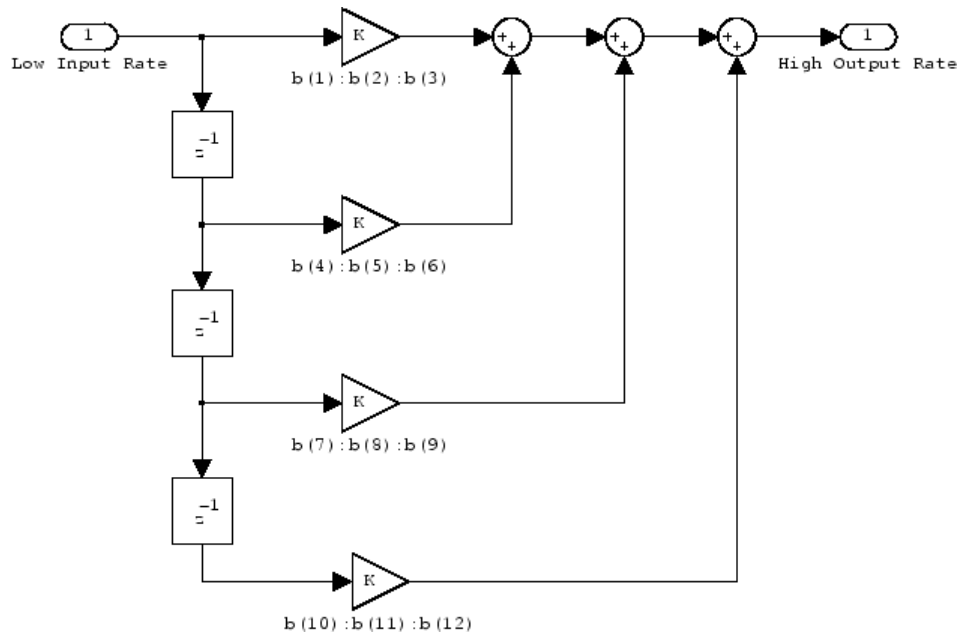 1
Low Input Rate
K
b(1):b(2):b(3)
+
+
+
+
+
+
1
High Output Rate
z⁻¹
K
b(4):b(5):b(6)
z⁻¹
K
b(7):b(8):b(9)
z⁻¹
K
b(10):b(11):b(12)